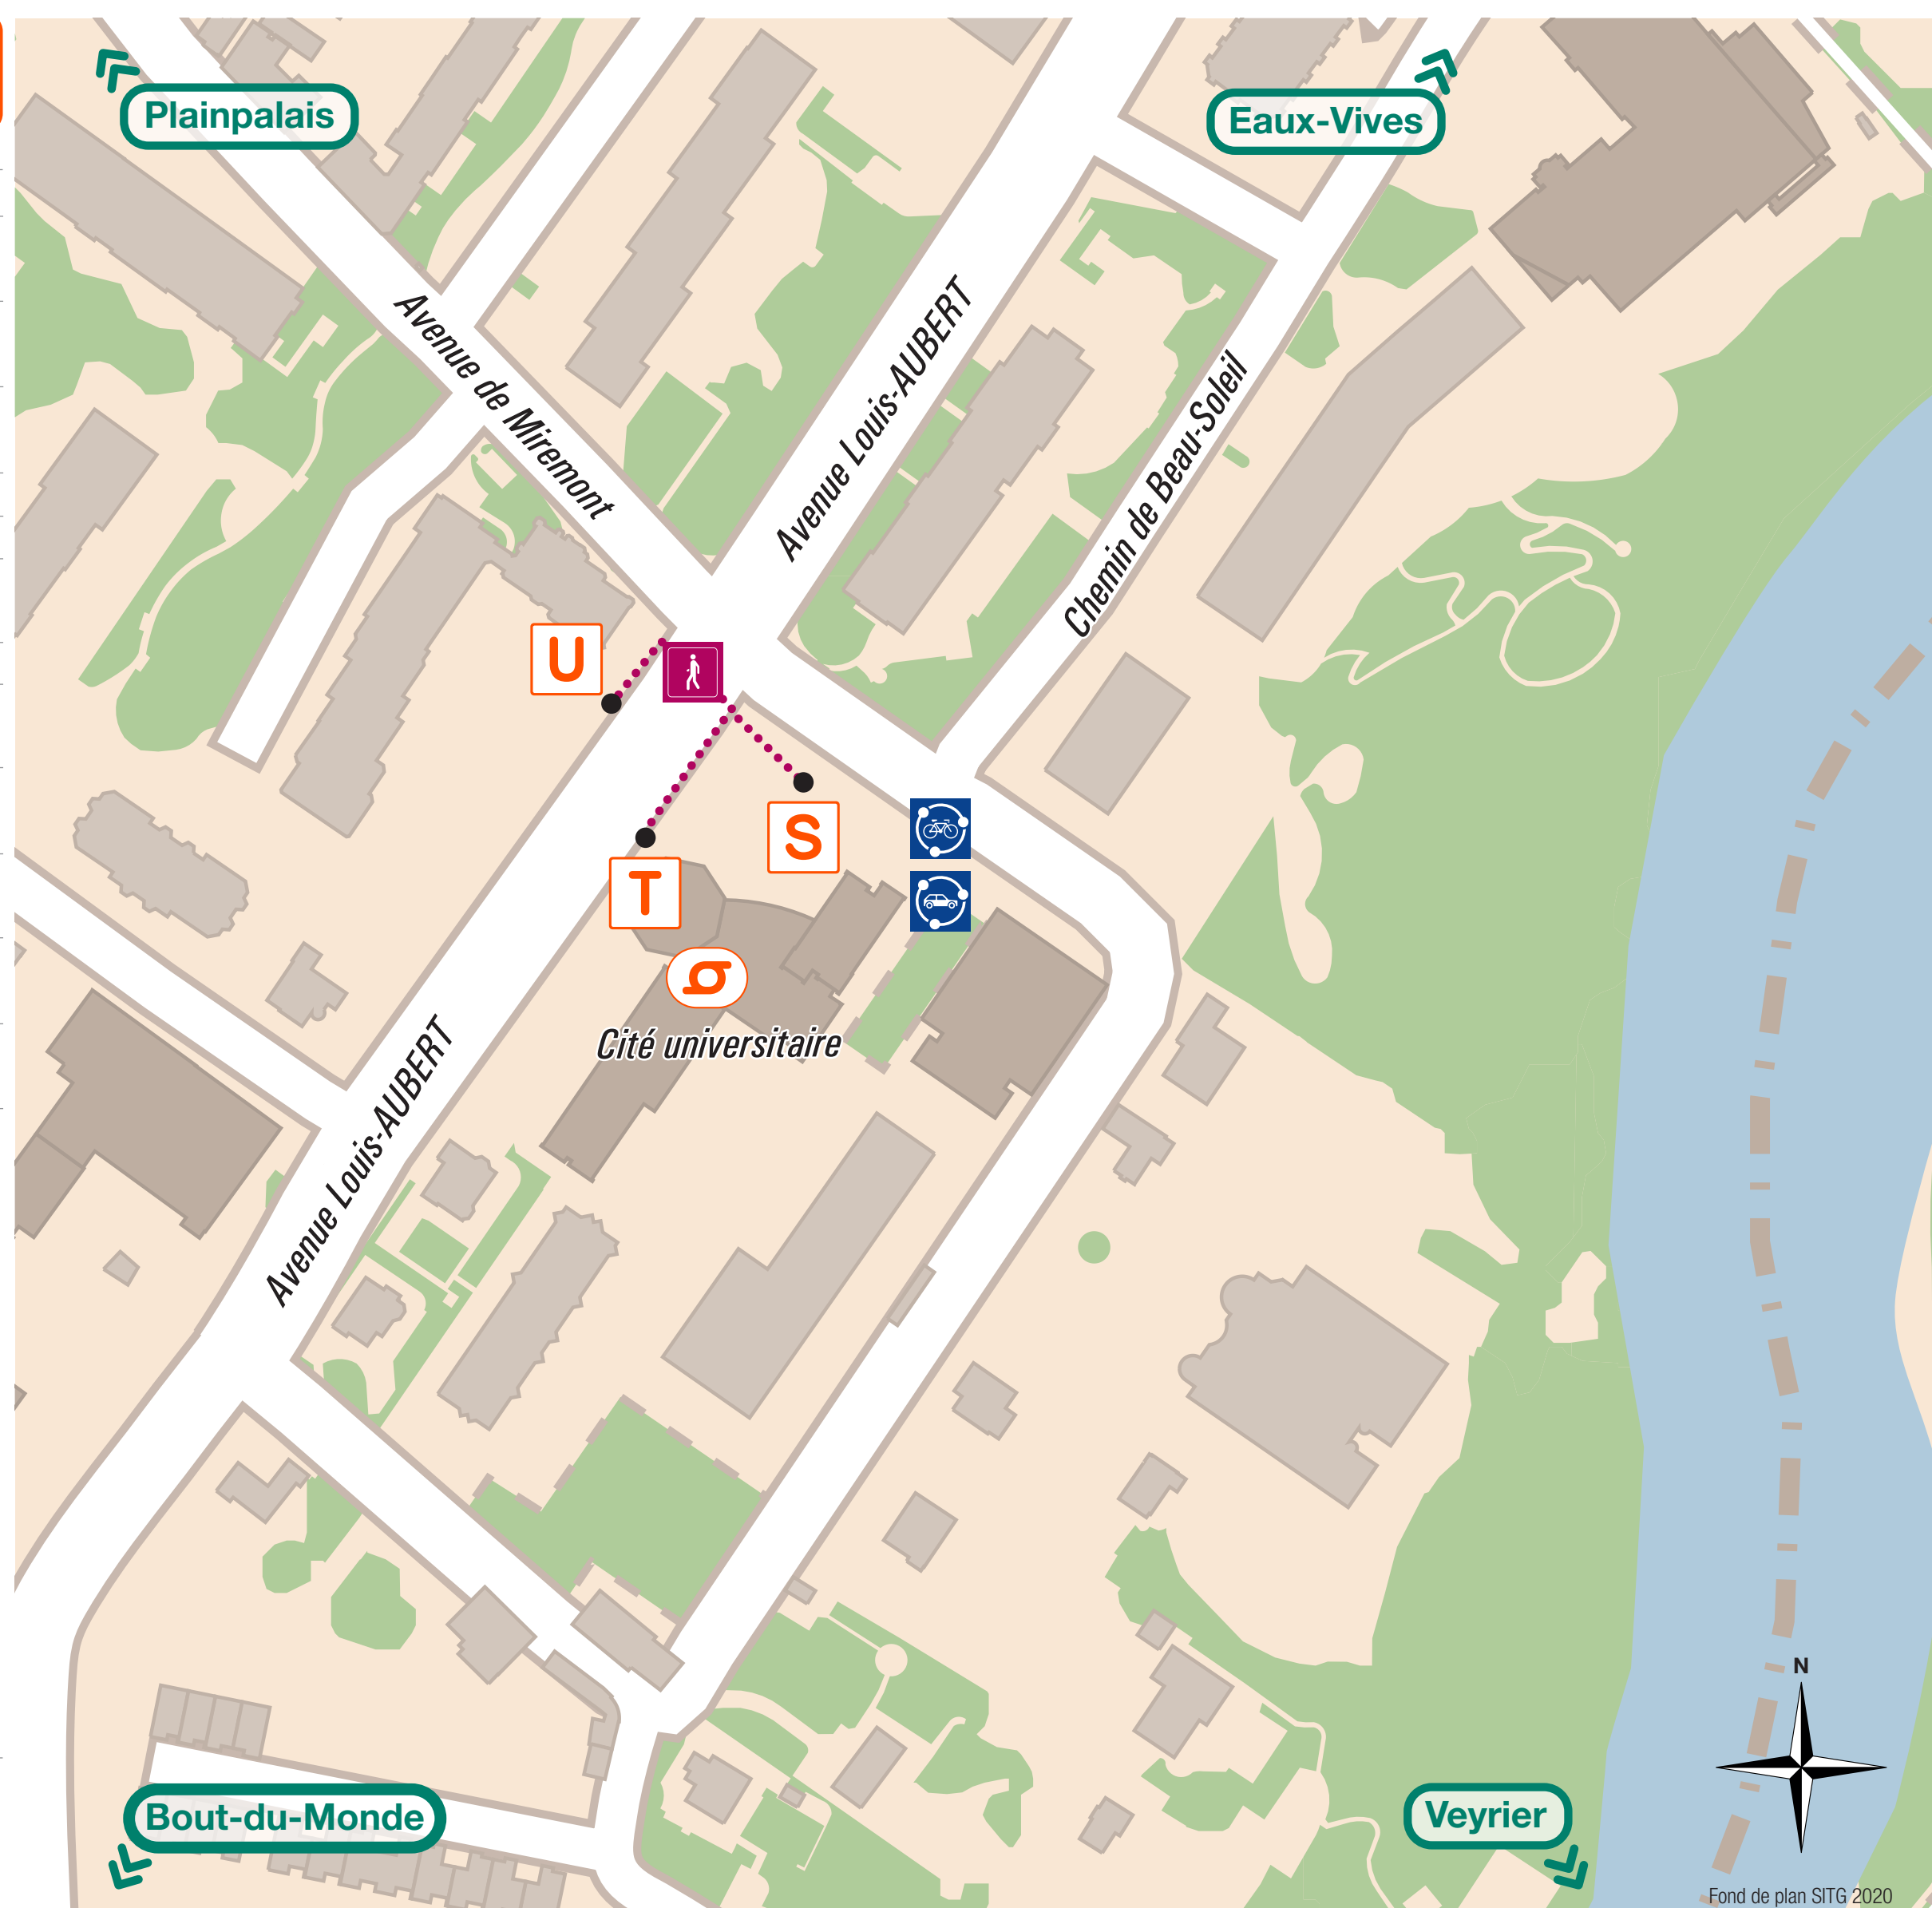 Plainpalais
Eaux-Vives
Avenue de Miremont
Avenue Louis-AUBERT
Chemin de Beau-Soleil
U
S
T
Cité universitaire
Avenue Louis-AUBERT
N
Bout-du-Monde
Veyrier
Fond de plan SITG 2020